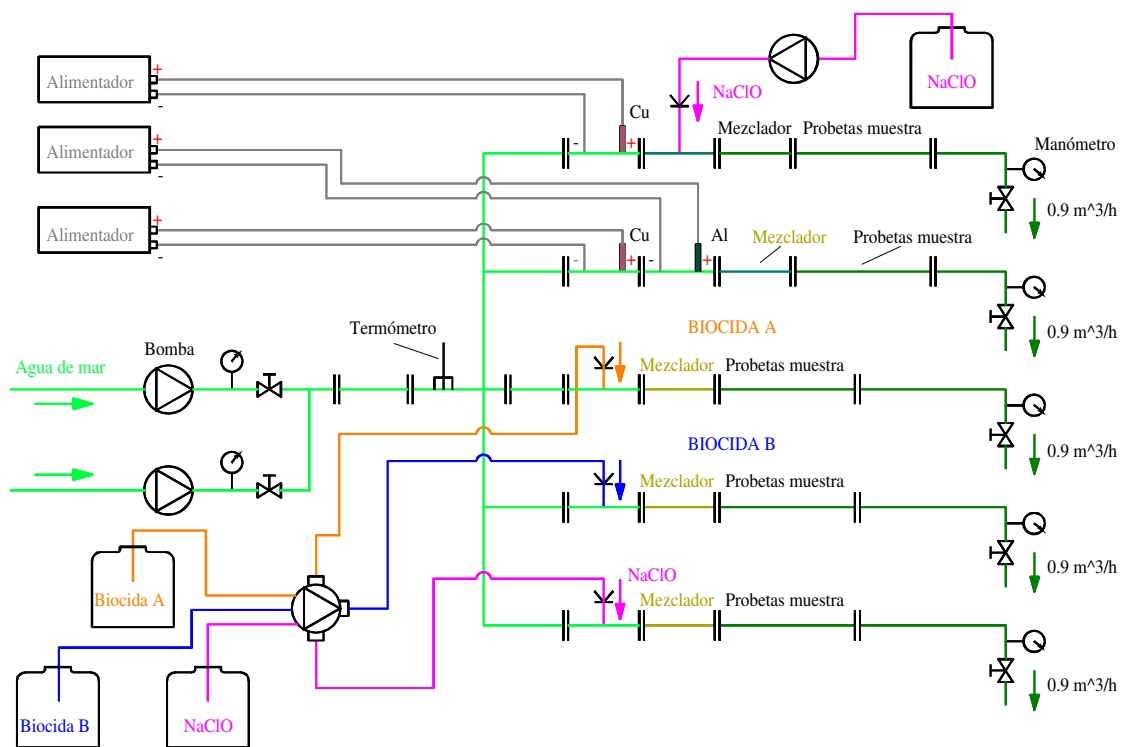 Alimentador
+
-
Alimentador
+
-
Alimentador
+
-
NaClO
NaClO
Cu
-
+
Mezclador
Probetas muestra
Manómetro
0.9 m^3/h
Cu
-
+
Al
-
+
Mezclador
Probetas muestra
0.9 m^3/h
Termómetro
Bomba
Agua de mar
BIOCIDA A
Mezclador
Probetas muestra
0.9 m^3/h
BIOCIDA B
Mezclador
Probetas muestra
0.9 m^3/h
NaClO
Mezclador
Probetas muestra
0.9 m^3/h
Biocida A
Biocida B
NaClO